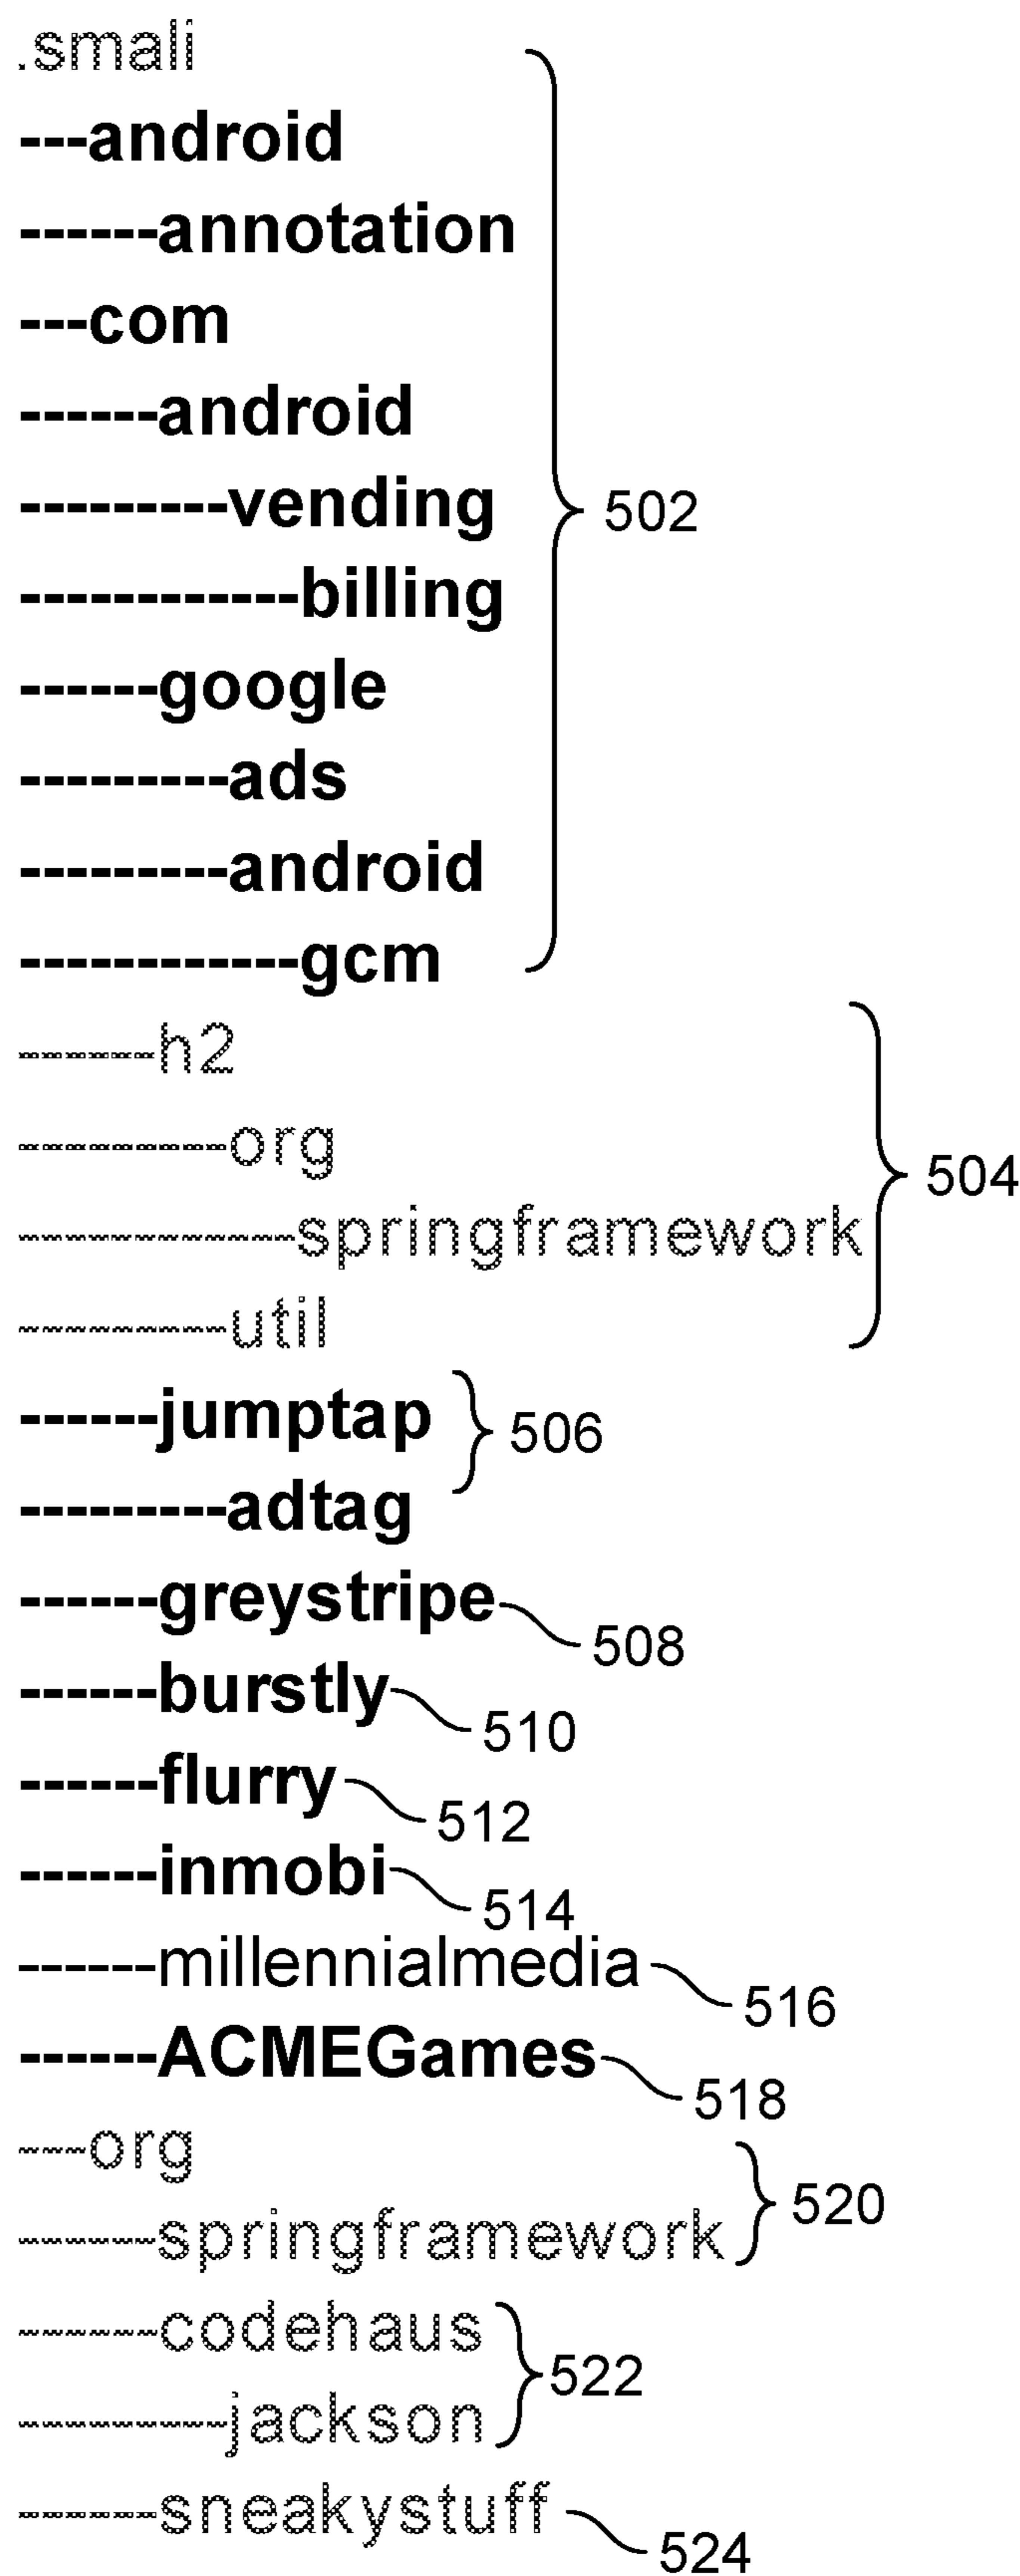 .smali
---android
------annotation
---com
------android
---------vending 502
------------billing
------google
---------ads
---------android
------------gcm
------h2
---------org 504
------------springframework
---------util
------jumptap 506
---------adtag
------greystripe 508
------burstly 510
------flurry 512
------inmobi 514
------millennialmedia 516
------ACMEGames 518
---org 520
------springframework
------codehaus 522
---------jackson
------sneakystuff 524